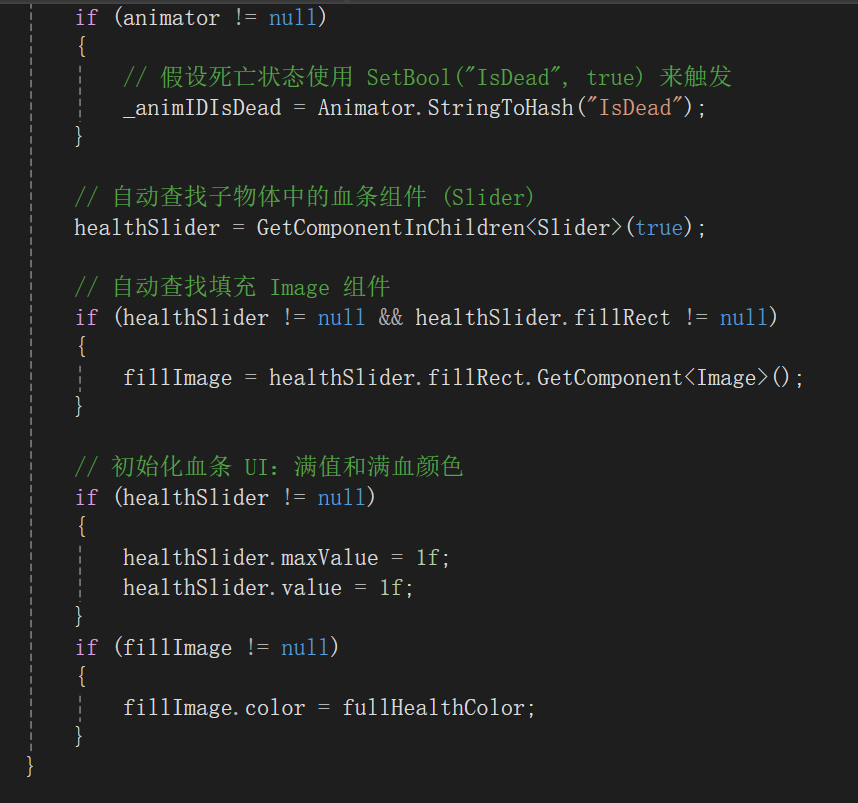 if (animator != null)
{
// 假设死亡状态使用 SetBool("IsDead", true) 来触发
_animIDIsDead = Animator.StringToHash("IsDead");
}
// 自动查找子物体中的血条组件 (Slider)
healthSlider = GetComponentInChildren<Slider>(true);
// 自动查找填充 Image 组件
if (healthSlider != null && healthSlider.fillRect != null)
{
fillImage = healthSlider.fillRect.GetComponent<Image>();
}
// 初始化血条 UI：满值和满血颜色
if (healthSlider != null)
{
healthSlider.maxValue = 1f;
healthSlider.value = 1f;
}
if (fillImage != null)
{
fillImage.color = fullHealthColor;
}
}